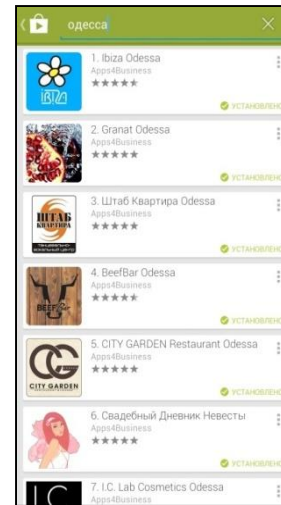 одесса
1. Ibiza Odessa
Apps4Business
IBIZA
УСТАНОВЛЕНО
2. Granat Odessa
Apps4Business
УСТАНОВЛЕНО
3. Штаб Квартира Odessa
Apps4Business
ШТАБ
КВАРТИРА
УСТАНОВЛЕНО
4. BeefBar Odessa
Apps4Business
BEEFBar
УСТАНОВЛЕНО
5. CITY GARDEN Restaurant Odessa
Apps4Business
CG
CITY GARDEN
УСТАНОВЛЕНО
6. Свадебный Дневник Невесты
Apps4Business
УСТАНОВЛЕНО
7. I.C. Lab Cosmetics Odessa
Apps4Business
I.C